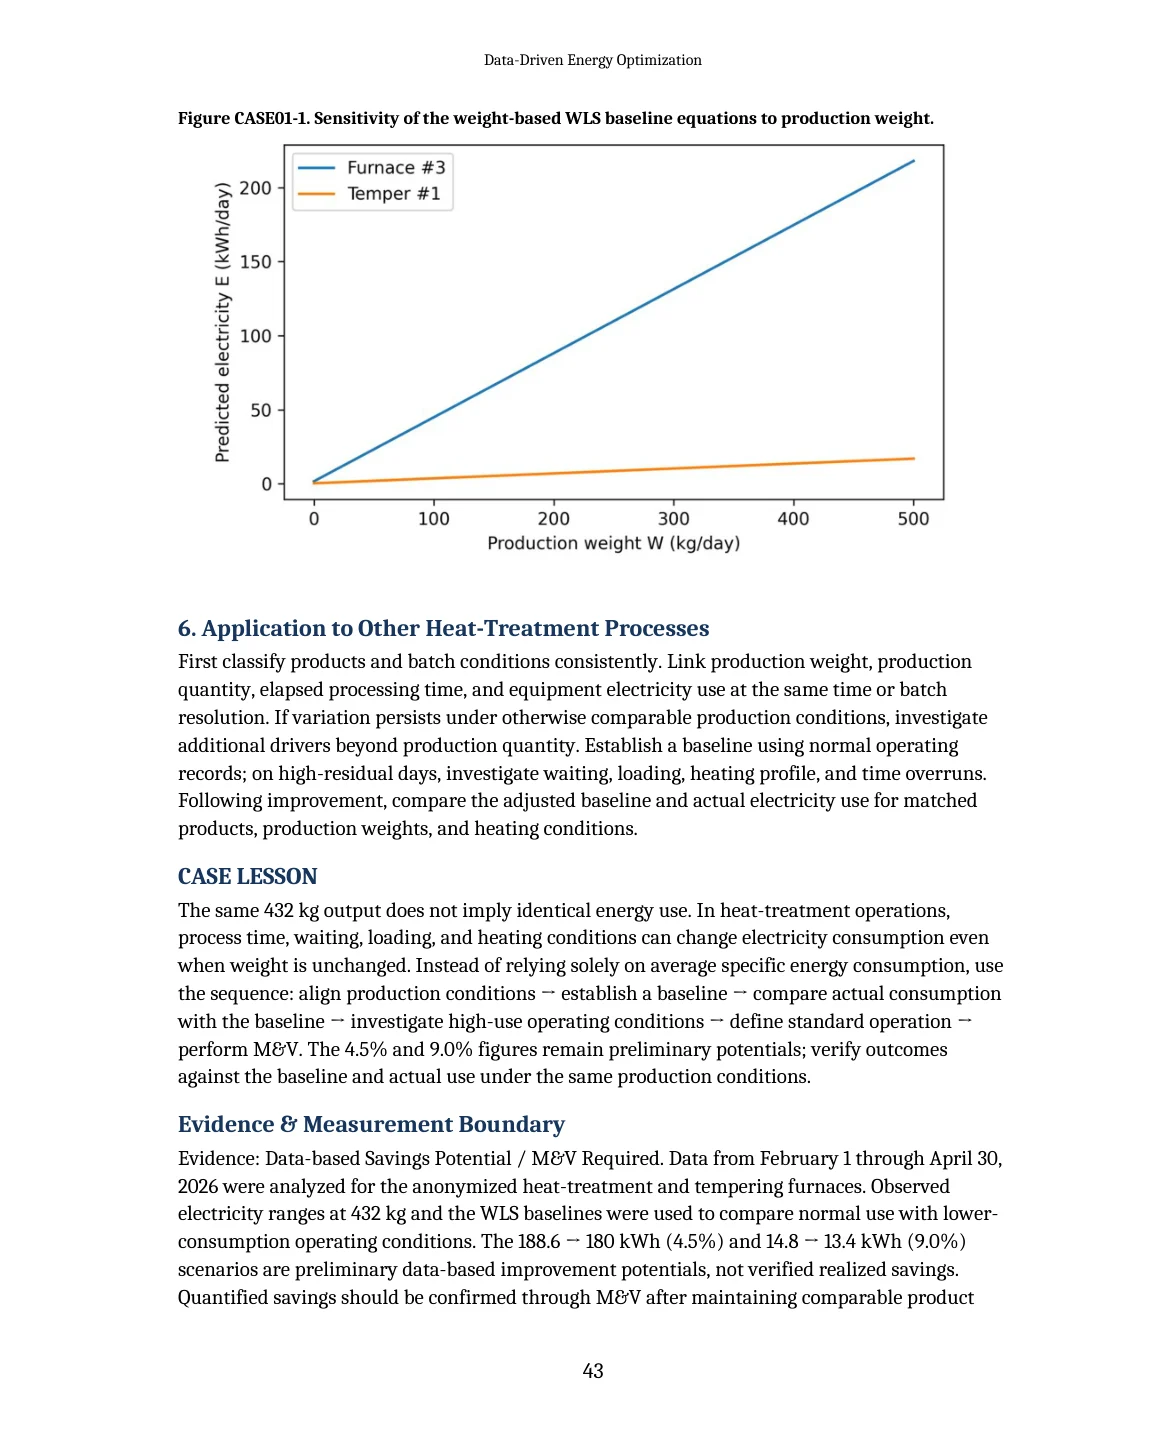 Data-Driven Energy Optimization
Figure CASE01-1. Sensitivity of the weight-based WLS baseline equations to production weight.
Furnace #3
Temper #1
Predicted electricity E (kWh/day)
200
150
100
50
0
0 100 200 300 400 500
Production weight W (kg/day)
6. Application to Other Heat-Treatment Processes
First classify products and batch conditions consistently. Link production weight, production
quantity, elapsed processing time, and equipment electricity use at the same time or batch
resolution. If variation persists under otherwise comparable production conditions, investigate
additional drivers beyond production quantity. Establish a baseline using normal operating
records; on high-residual days, investigate waiting, loading, heating profile, and time overruns.
Following improvement, compare the adjusted baseline and actual electricity use for matched
products, production weights, and heating conditions.
CASE LESSON
The same 432 kg output does not imply identical energy use. In heat-treatment operations,
process time, waiting, loading, and heating conditions can change electricity consumption even
when weight is unchanged. Instead of relying solely on average specific energy consumption, use
the sequence: align production conditions → establish a baseline → compare actual consumption
with the baseline → investigate high-use operating conditions → define standard operation →
perform M&V. The 4.5% and 9.0% figures remain preliminary potentials; verify outcomes
against the baseline and actual use under the same production conditions.
Evidence & Measurement Boundary
Evidence: Data-based Savings Potential / M&V Required. Data from February 1 through April 30,
2026 were analyzed for the anonymized heat-treatment and tempering furnaces. Observed
electricity ranges at 432 kg and the WLS baselines were used to compare normal use with lower-
consumption operating conditions. The 188.6 → 180 kWh (4.5%) and 14.8 → 13.4 kWh (9.0%)
scenarios are preliminary data-based improvement potentials, not verified realized savings.
Quantified savings should be confirmed through M&V after maintaining comparable product
43